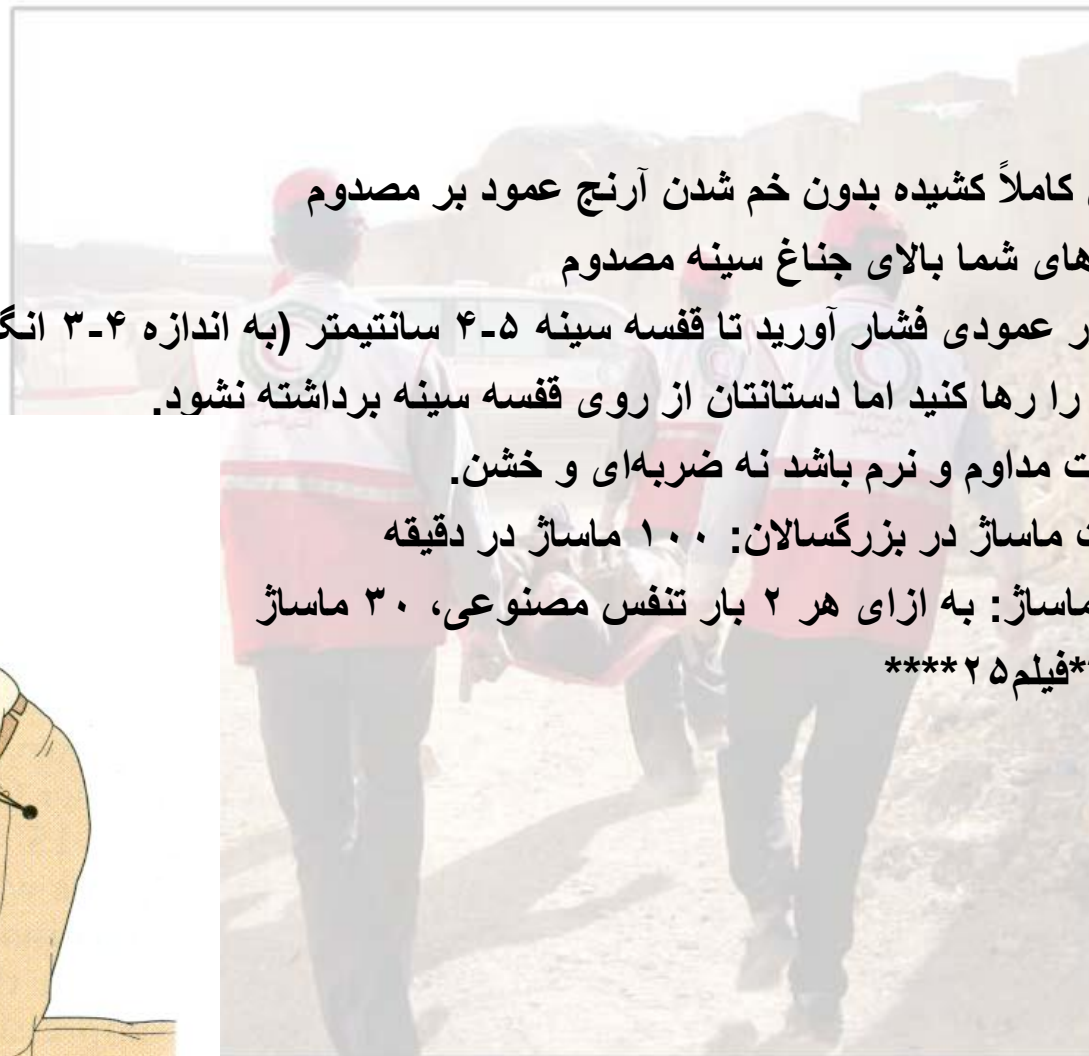 کاملاً کشیده بدون خم شدن آرنج عمود بر مصدوم
های شما بالای جناغ سینه مصدوم
عمودی فشار آورید تا قفسه سینه ۵-۴ سانتیمتر (به اندازه ۴-۳
را رها کنید اما دستانتان از روی قفسه سینه برداشته نشود.
مداوم و نرم باشد نه ضربه‌ای و خشن.
ماساژ در بزرگسالان: ۱۰۰ ماساژ در دقیقه
ماساژ: به ازای هر ۲ بار تنفس مصنوعی، ۳۰ ماساژ
*فیلم۲۵****